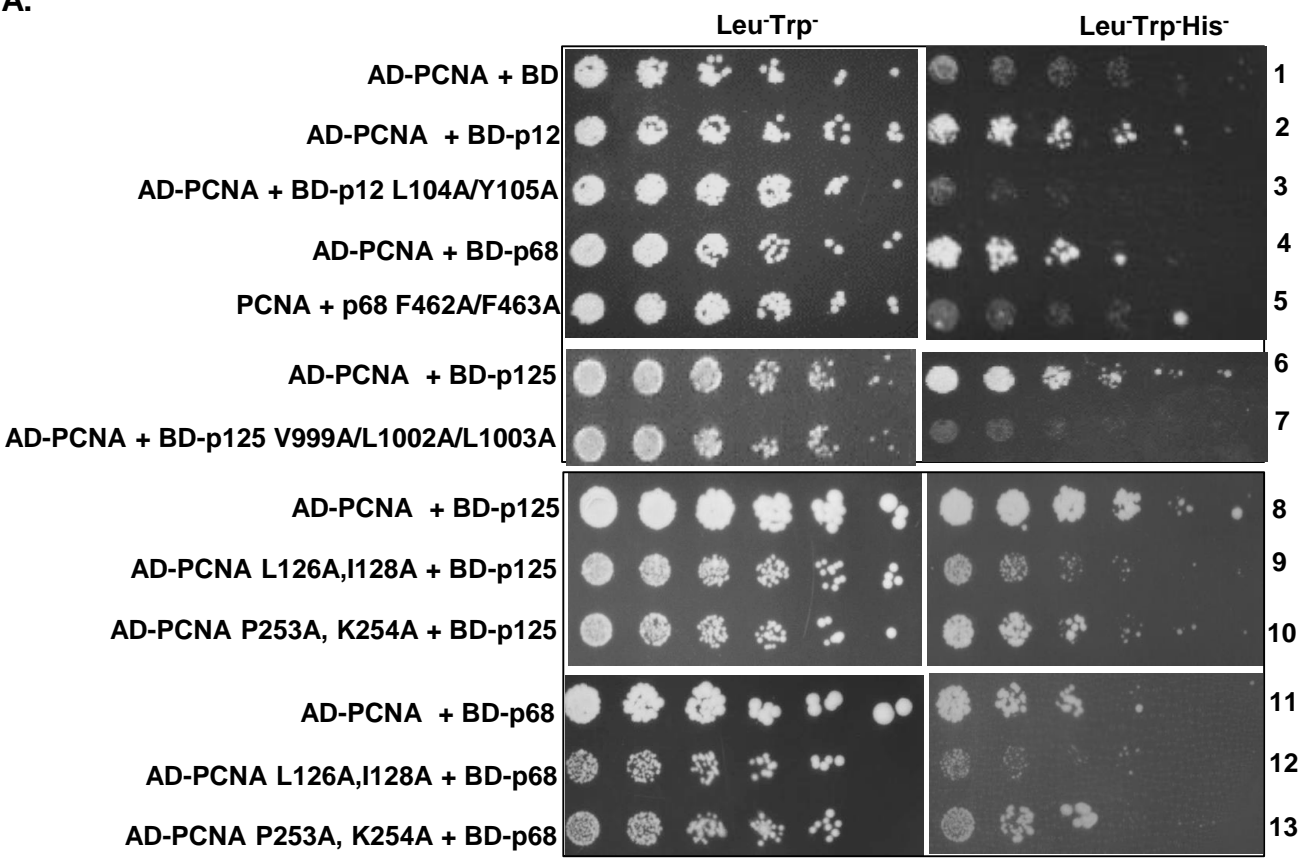 A.
Leu-Trp- Leu-Trp-His-
AD-PCNA + BD 1
AD-PCNA + BD-p12 2
AD-PCNA + BD-p12 L104A/Y105A 3
AD-PCNA + BD-p68 4
PCNA + p68 F462A/F463A 5
AD-PCNA + BD-p125 6
AD-PCNA + BD-p125 V999A/L1002A/L1003A 7
AD-PCNA + BD-p125 8
AD-PCNA L126A,I128A + BD-p125 9
AD-PCNA P253A, K254A + BD-p125 10
AD-PCNA + BD-p68 11
AD-PCNA L126A,I128A + BD-p68 12
AD-PCNA P253A, K254A + BD-p68 13